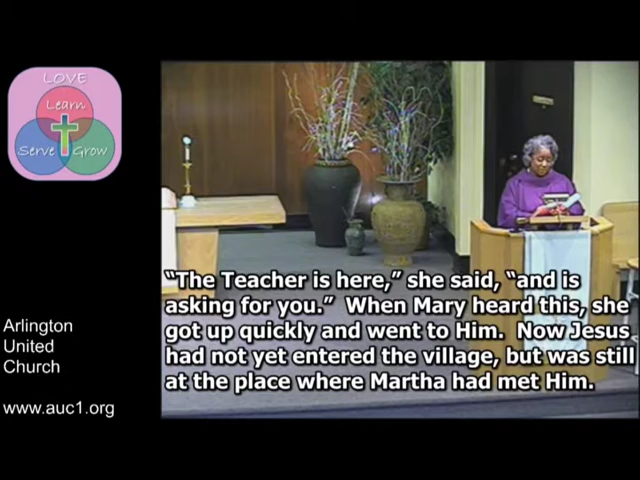 LOVE
Learn
Serve
Grow
Arlington
United
Church
www.auc1.org
“The Teacher is here,” she said, “and is
asking for you.” When Mary heard this, she
got up quickly and went to Him. Now Jesus
had not yet entered the village, but was still
at the place where Martha had met Him.